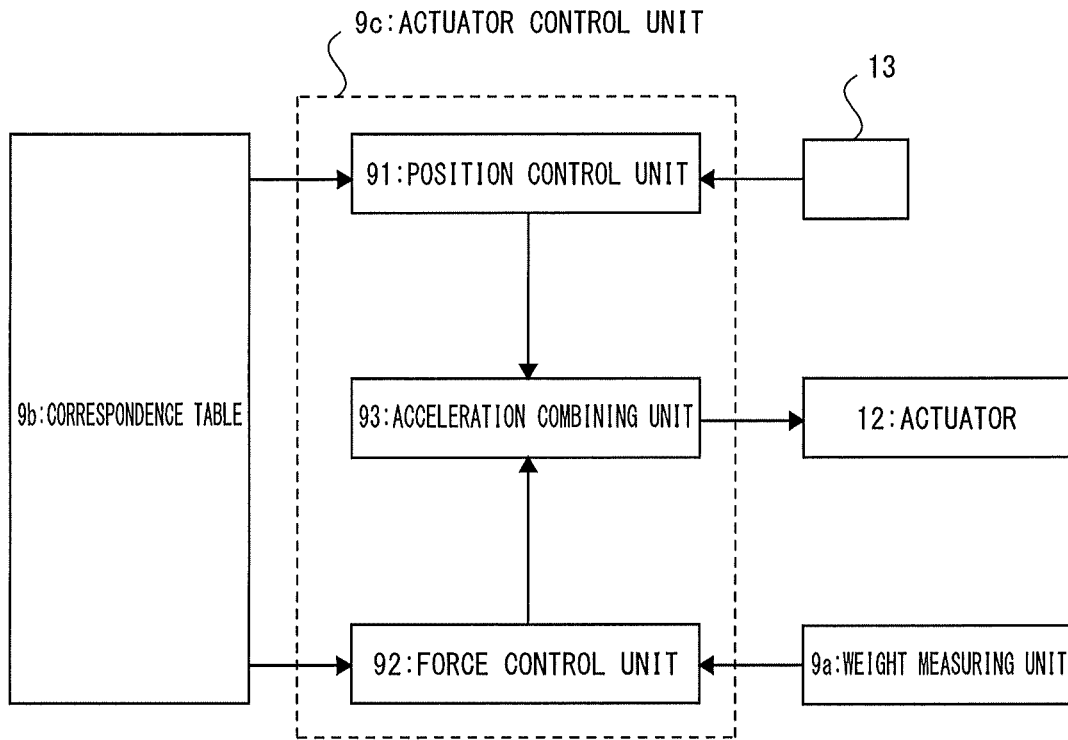 9c:ACTUATOR CONTROL UNIT
13
91:POSITION CONTROL UNIT
9b:CORRESPONDENCE TABLE
93:ACCELERATION COMBINING UNIT
12:ACTUATOR
92:FORCE CONTROL UNIT
9a:WEIGHT MEASURING UNIT